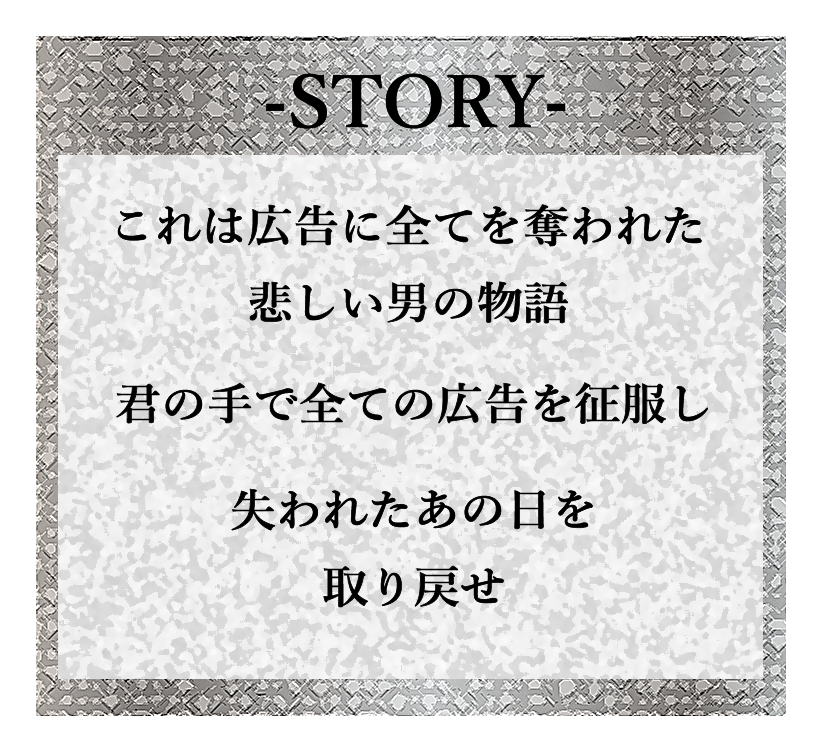 -STORY-
これは広告に全てを奪われた
悲しい男の物語
君の手で全ての広告を征服し
失われたあの日を
取り戻せ